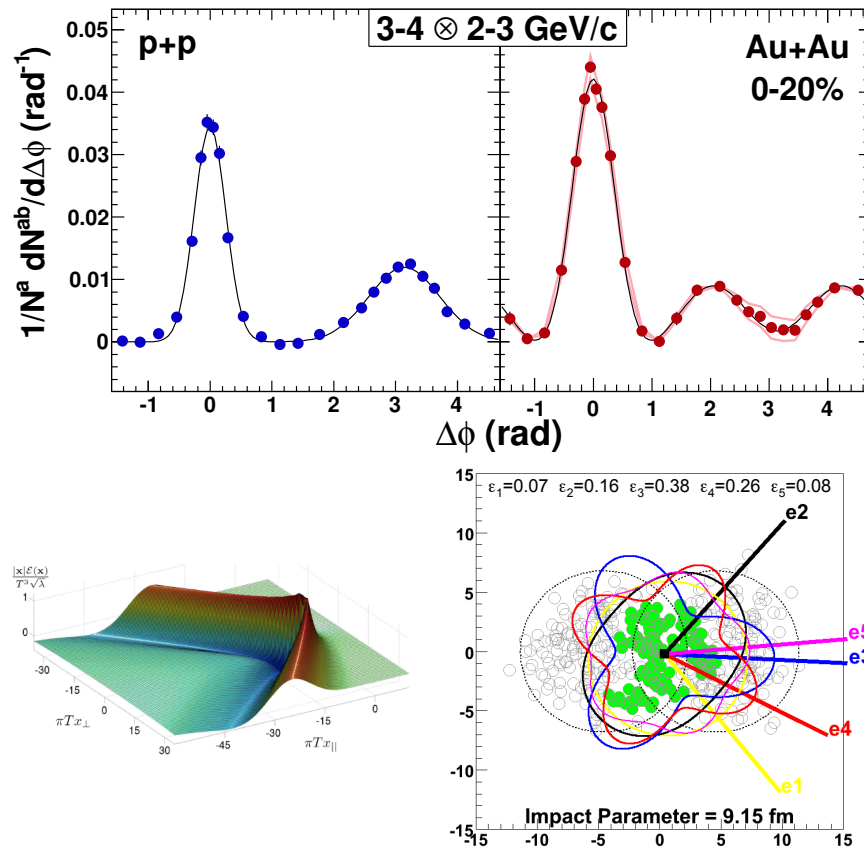 3-4 ⊗ 2-3 GeV/c
p+p
Au+Au
0-20%
1/Nᵃ dNᵃᵇ/dΔϕ (rad⁻¹)
0.05
0.04
0.03
0.02
0.01
0
-1 0 1 2 3 4
-1 0 1 2 3 4
Δϕ (rad)
|x|ℰ(x)
T³√λ
1
0
-30
-15
0
15
30
πTx⊥
-45
-30
-15
0
πTx||
15
10
5
0
-5
-10
-15
ε₁=0.07 ε₂=0.16 ε₃=0.38 ε₄=0.26 ε₅=0.08
e2
e5
e3
e4
e1
Impact Parameter = 9.15 fm
-15 -10 -5 0 5 10 15